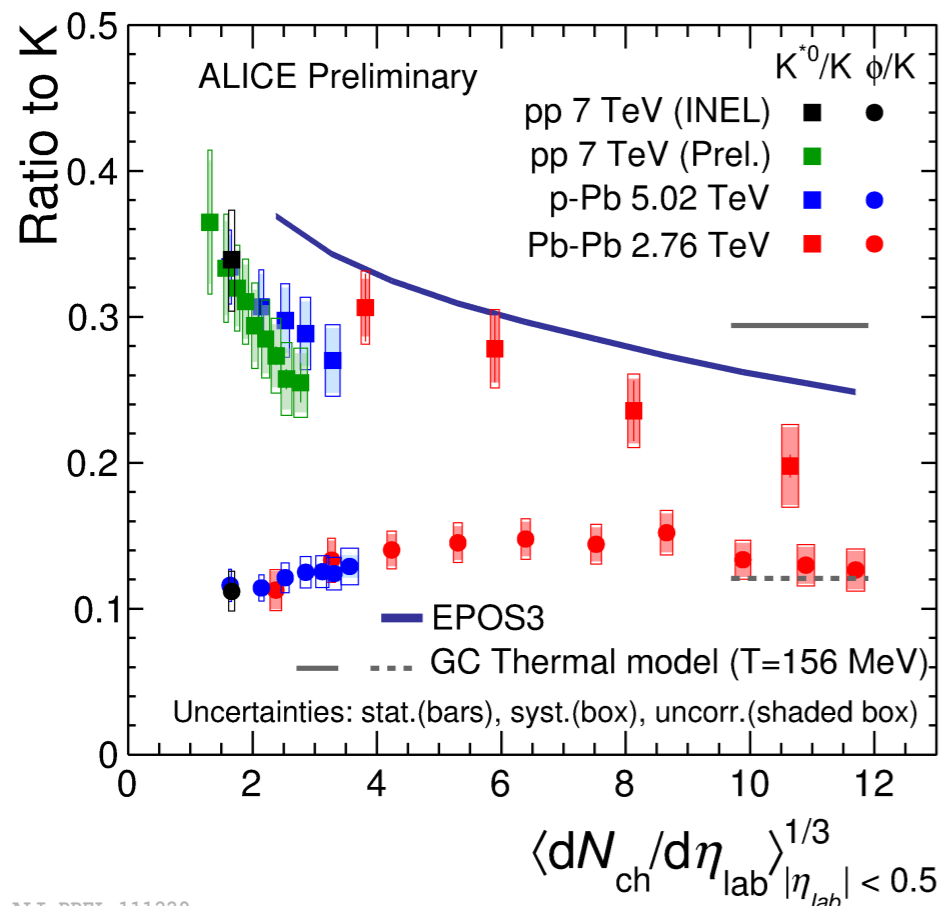 Ratio to K
0.5
0.4
0.3
0.2
0.1
0
ALICE Preliminary
K*0/K ϕ/K
pp 7 TeV (INEL)
pp 7 TeV (Prel.)
p-Pb 5.02 TeV
Pb-Pb 2.76 TeV
EPOS3
GC Thermal model (T=156 MeV)
Uncertainties: stat.(bars), syst.(box), uncorr.(shaded box)
0 2 4 6 8 10 12
⟨dNch/dηlab⟩1/3|ηlab| < 0.5